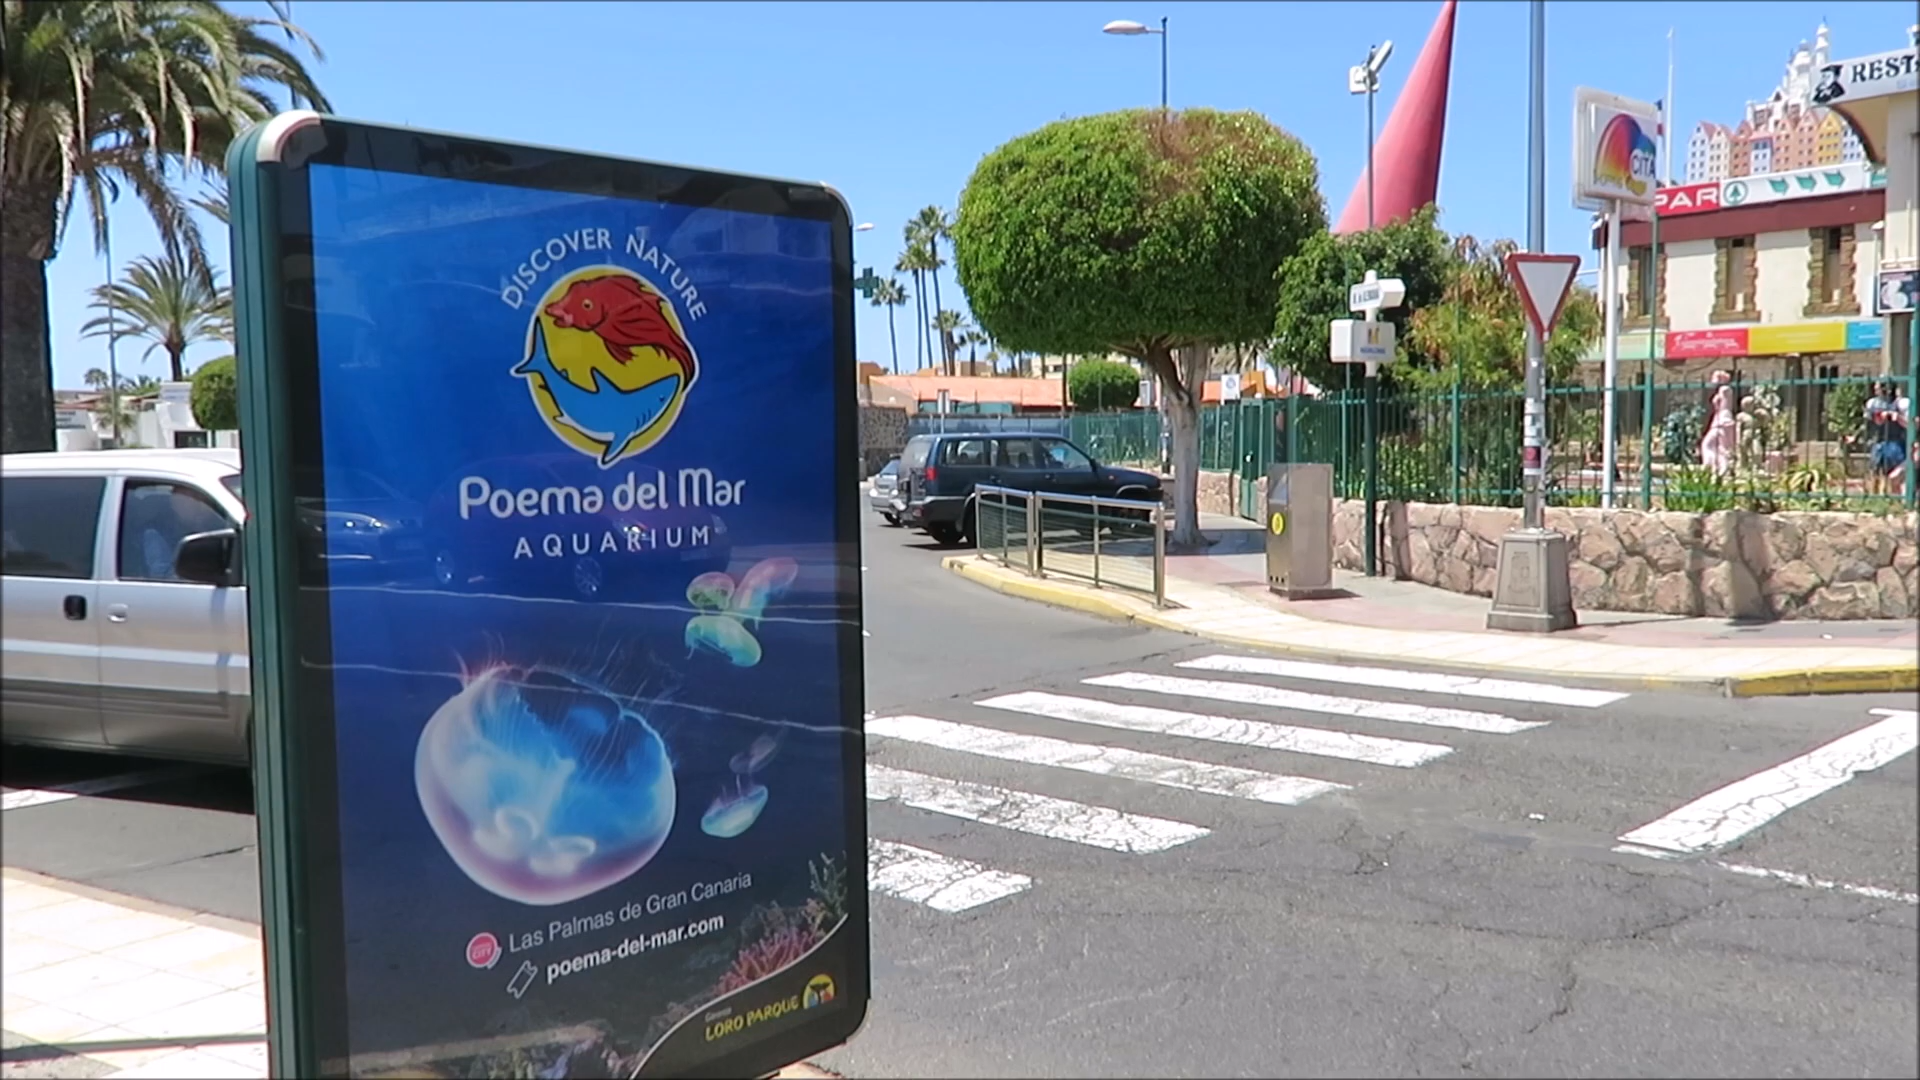 DISCOVER NATURE
Poema del Mar
AQUARIUM
Las Palmas de Gran Canaria
poema-del-mar.com
LORO PARQUE
CITA
PAR
REST